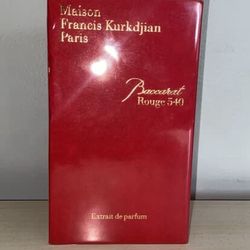 Maison
Francis Kurkdjian
Paris
Baccarat
Rouge 540
Extrait de parfum